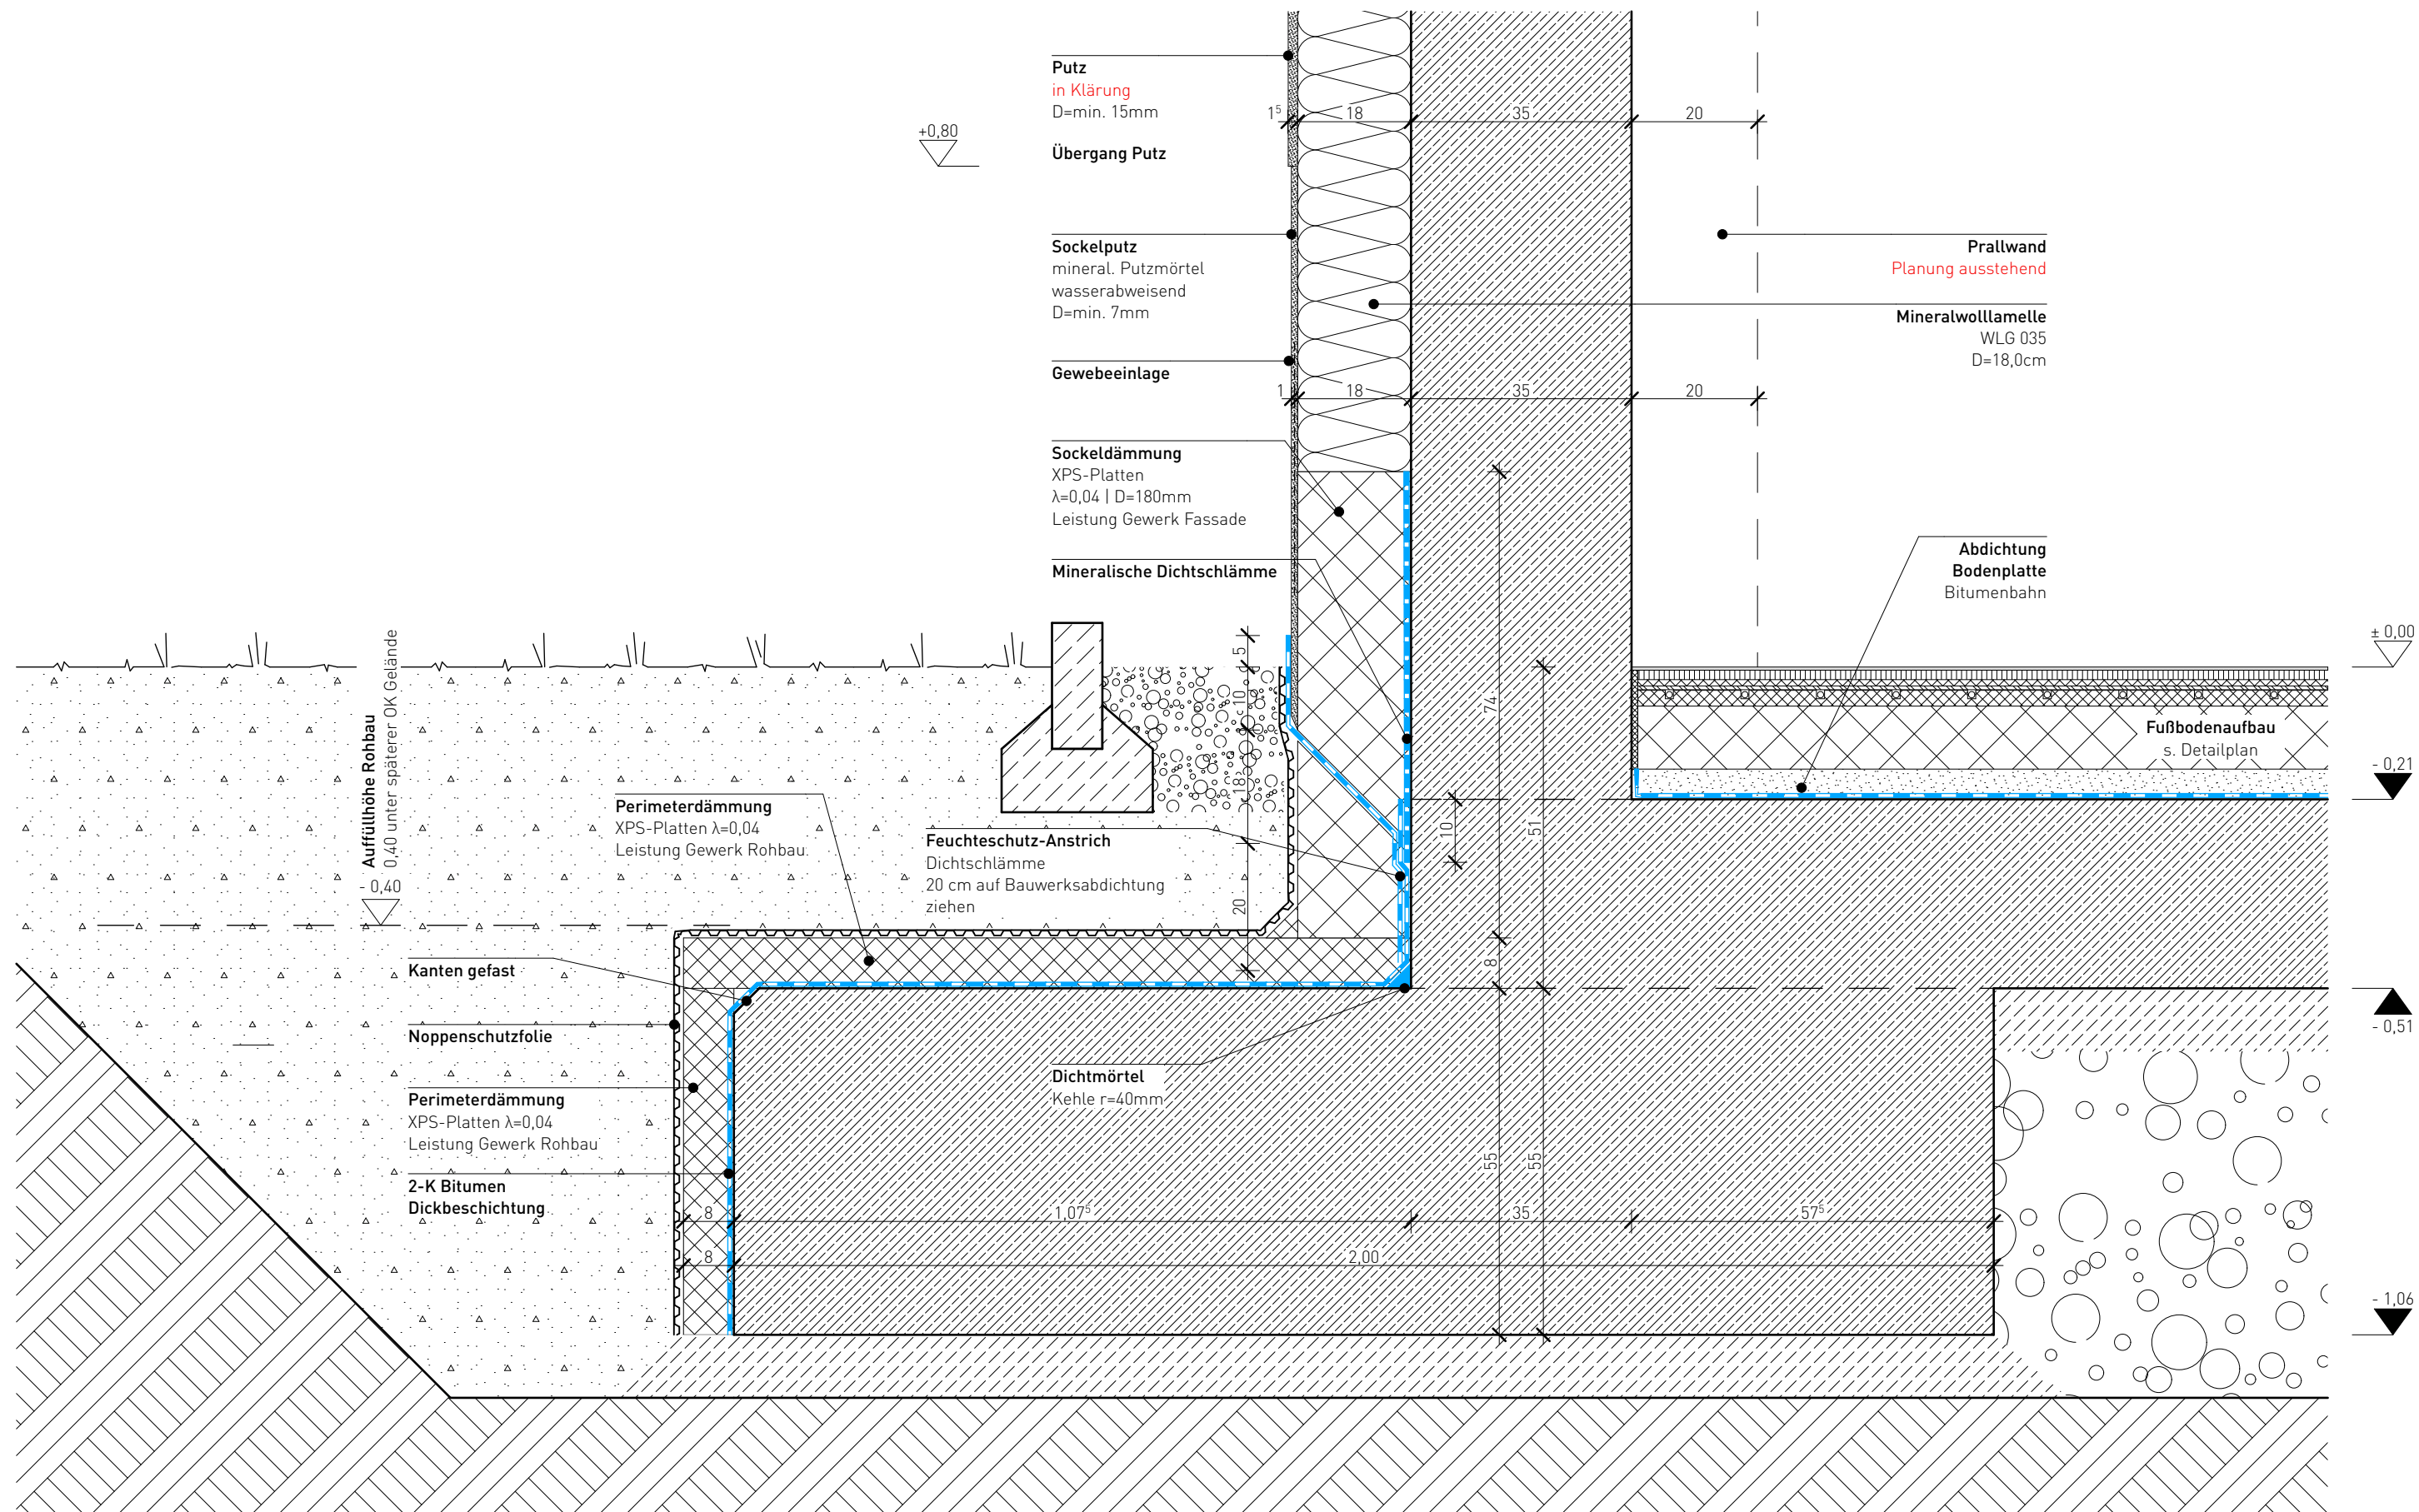 Putz
in Klärung
D=min. 15mm
Übergang Putz
+0,80
1⁵ 18 35 20
Sockelputz
mineral. Putzmörtel
wasserabweisend
D=min. 7mm
Prallwand
Planung ausstehend
Mineralwolllamelle
WLG 035
D=18,0cm
Gewebeeinlage
1 18 35 20
Sockeldämmung
XPS-Platten
λ=0,04 | D=180mm
Leistung Gewerk Fassade
Mineralische Dichtschlämme
Abdichtung
Bodenplatte
Bitumenbahn
± 0,00
5
10
18
20
74
8
55
10
51
55
Auffüllhöhe Rohbau
0,40 unter späterer OK Gelände
- 0,40
Fußbodenaufbau
s. Detailplan
- 0,21
Perimeterdämmung
XPS-Platten λ=0,04
Leistung Gewerk Rohbau
Feuchteschutz-Anstrich
Dichtschlämme
20 cm auf Bauwerksabdichtung
ziehen
Kanten gefast
Noppenschutzfolie
- 0,51
Dichtmörtel
Kehle r=40mm
Perimeterdämmung
XPS-Platten λ=0,04
Leistung Gewerk Rohbau
2-K Bitumen
Dickbeschichtung
8 1,07⁵ 35 57⁵
8 2,00
- 1,06